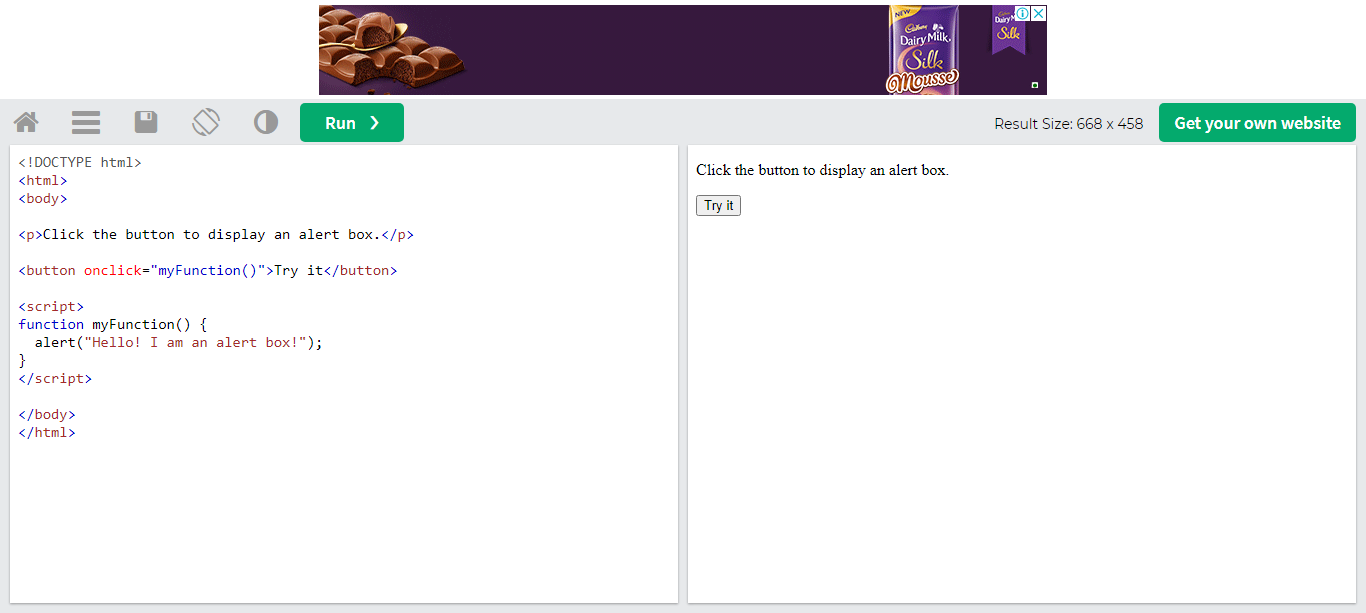 NEW
Cadbury
Dairy Milk
Silk
Mousse
Dairy M
Silk
Run ❯
Result Size: 668 x 458
Get your own website
<!DOCTYPE html>
<html>
<body>
<p>Click the button to display an alert box.</p>
<button onclick="myFunction()">Try it</button>
<script>
function myFunction() {
  alert("Hello! I am an alert box!");
}
</script>
</body>
</html>
Click the button to display an alert box.
Try it